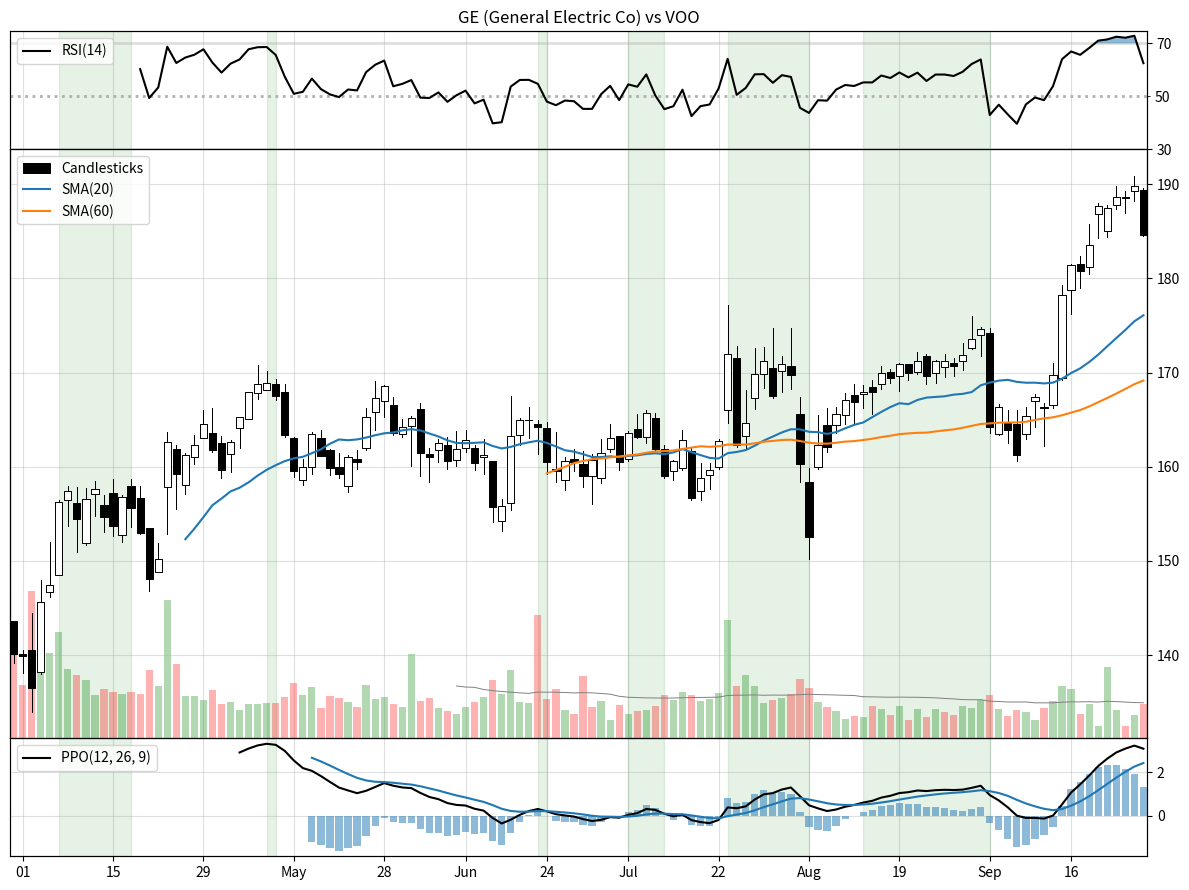 GE (General Electric Co) vs VOO
RSI(14)
70
50
30
Candlesticks
SMA(20)
SMA(60)
190
180
170
160
150
140
PPO(12, 26, 9)
2
0
01 15 29 May 28 Jun 24 Jul 22 Aug 19 Sep 16